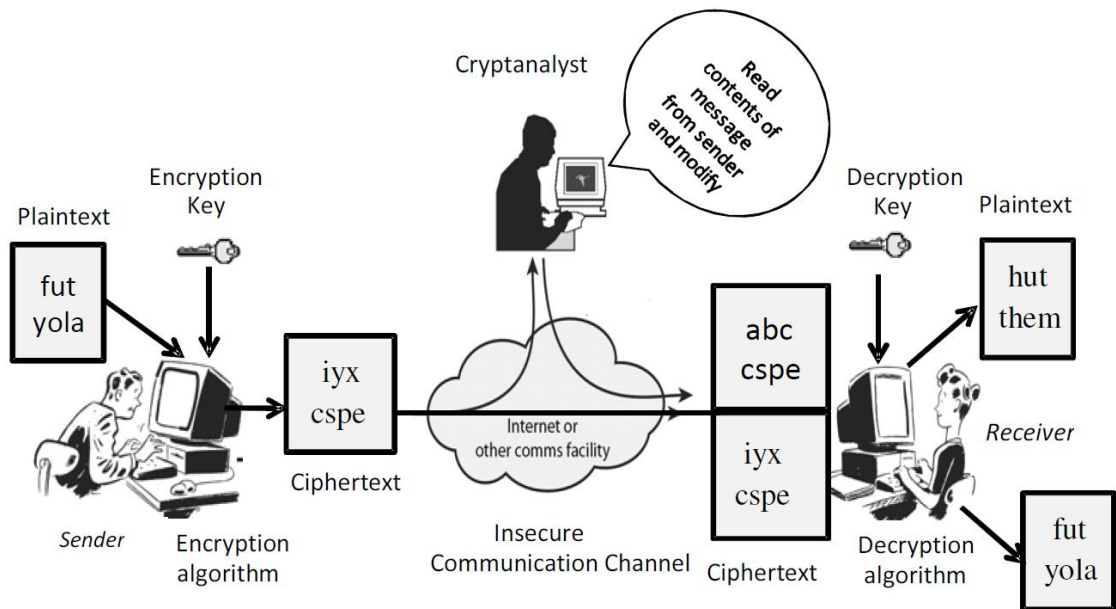 Cryptanalyst
Read
contents of
message
from sender
and modify
Encryption
Key
Decryption
Key
Plaintext
Plaintext
fut
yola
hut
them
abc
cspe
iyx
cspe
Internet or
other comms facility
iyx
cspe
Receiver
Ciphertext
Sender
Encryption
algorithm
Insecure
Communication Channel
Ciphertext
Decryption
algorithm
fut
yola